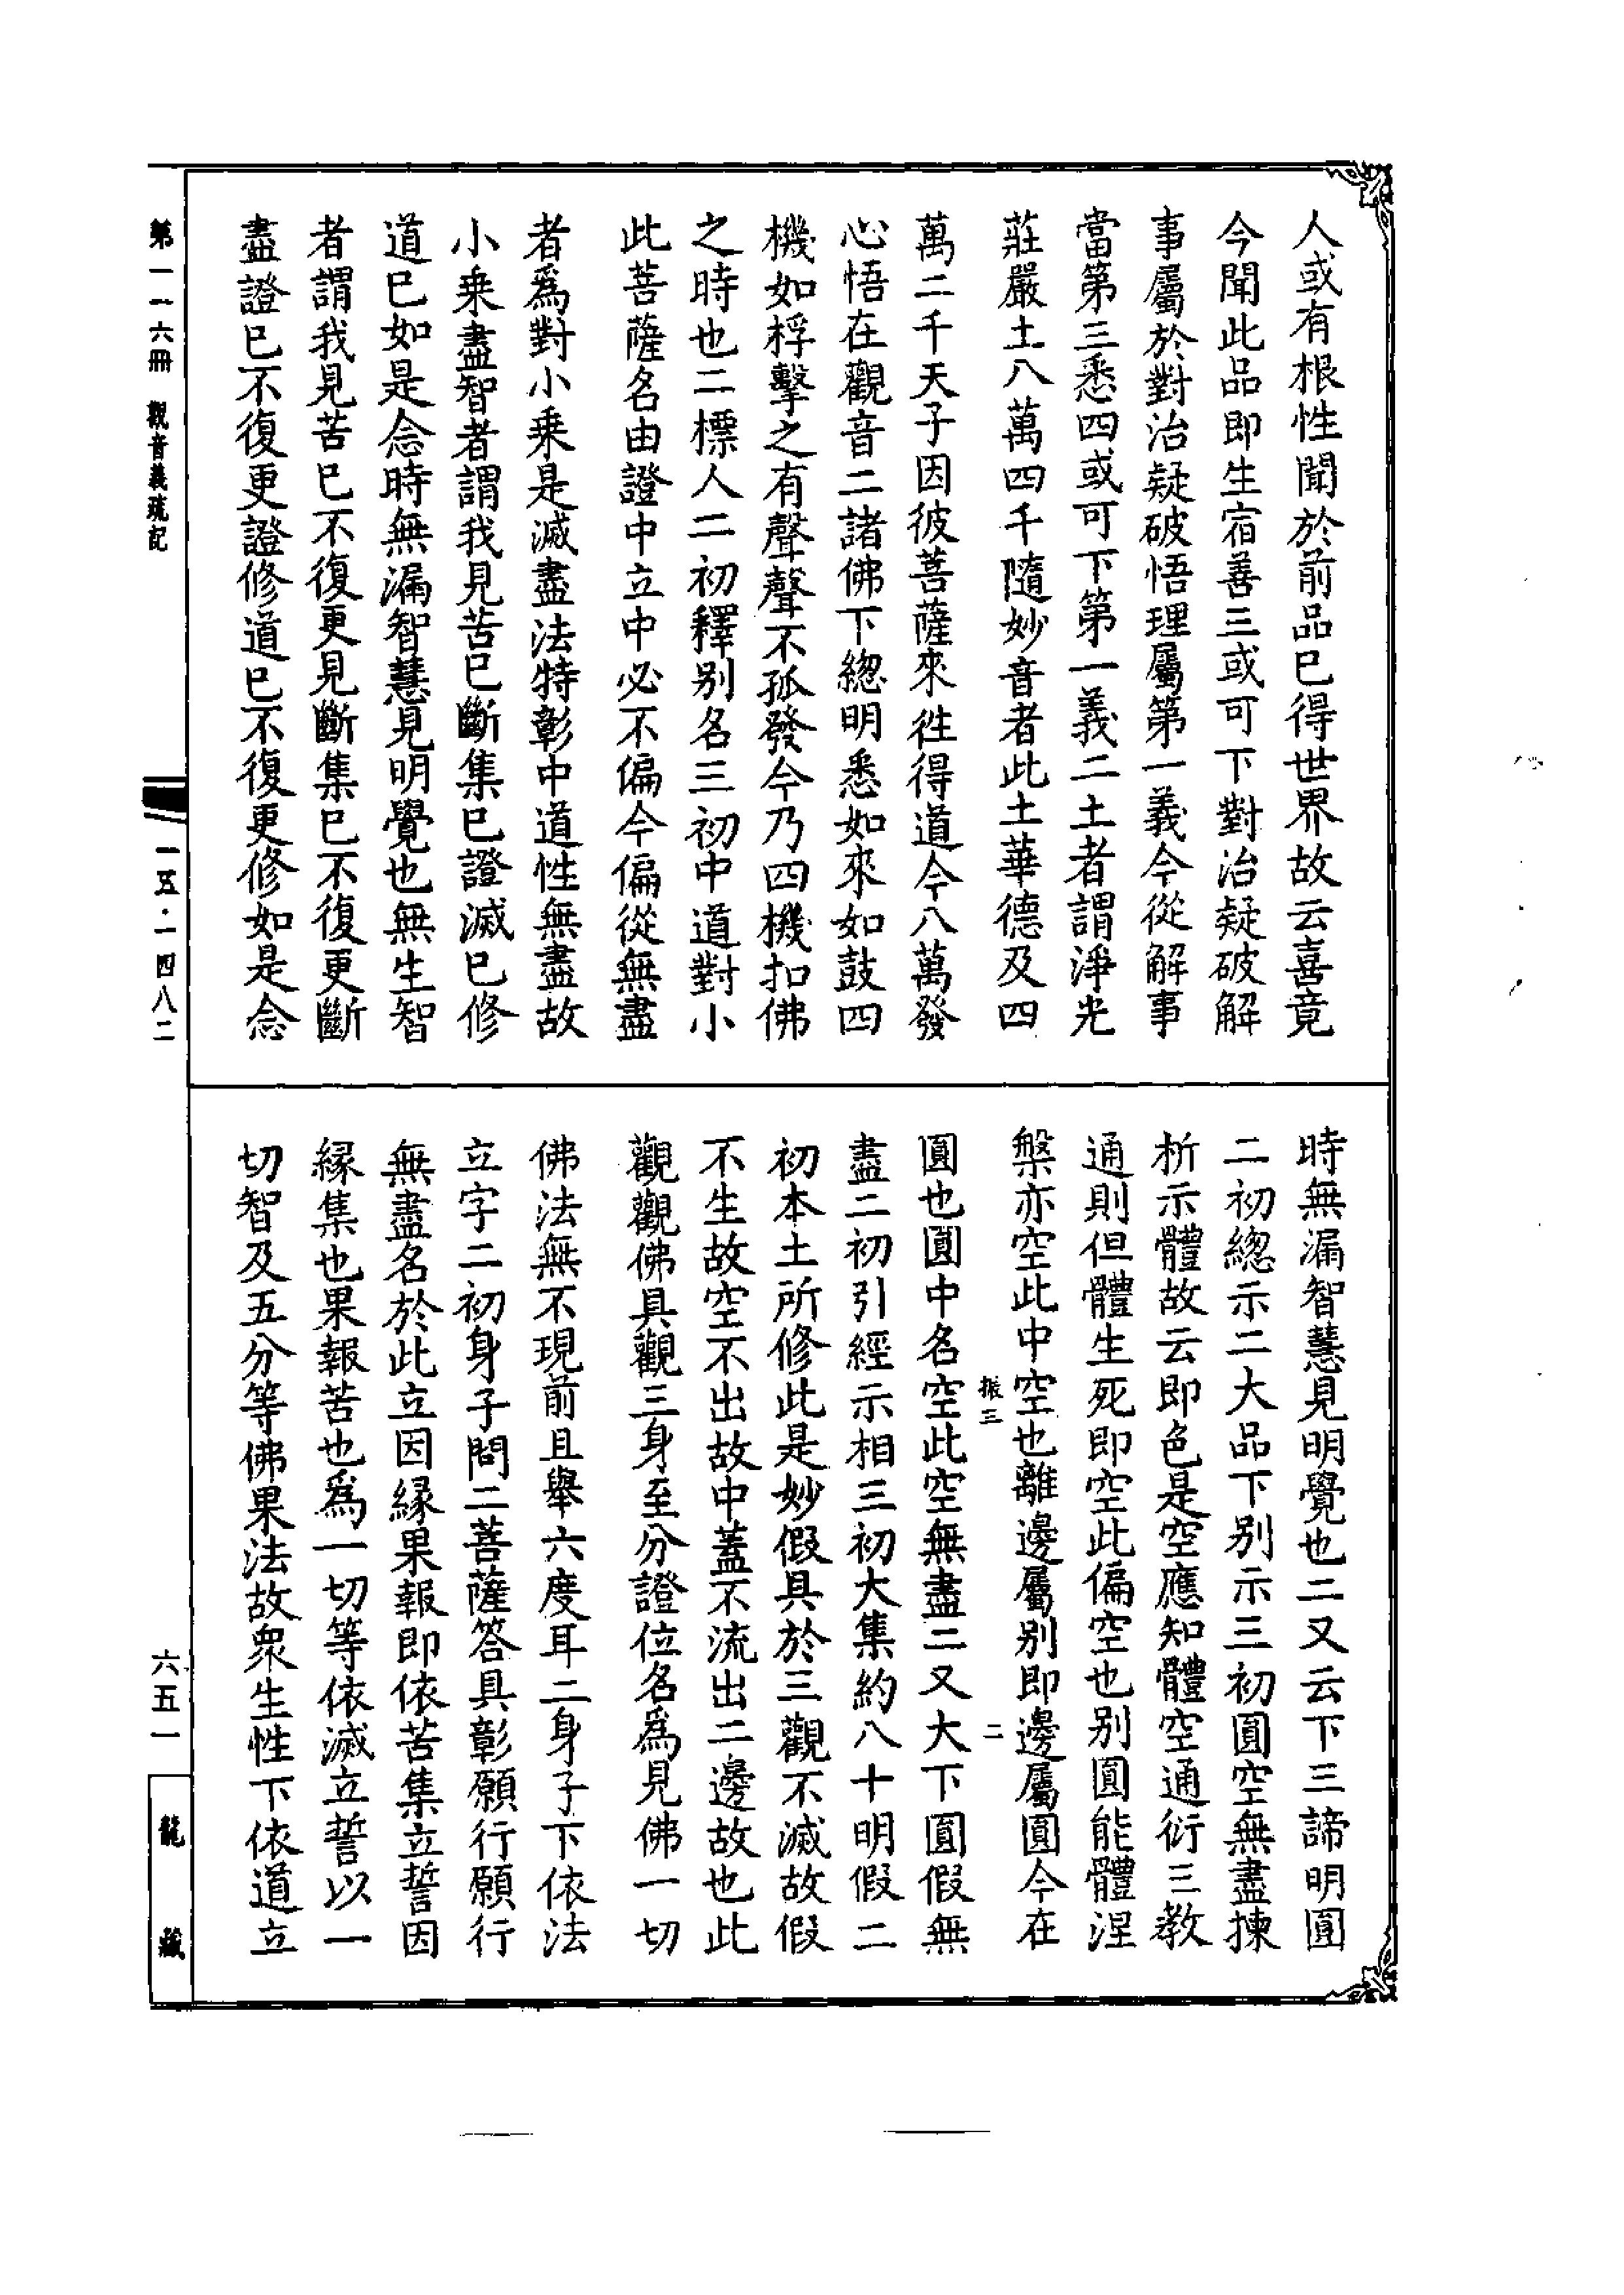 人或有根性聞於前品巳得世界故云喜竟
今聞此品即生宿善三或可下對治疑破解
事屬於對治疑破悟理屬第一義今從解事
當第三悉四或可下第一義二土者謂淨光
莊嚴土八萬四千隨妙音者此土華德及四
萬二千天子因彼菩薩來徃得道今八萬發
心悟在觀音二諸佛下總明悉如來如鼓四
機如桴擊之有聲聲不孤發今乃四機扣佛
之時也二標人二初釋别名三初中道對小
此菩薩名由證中立中必不偏今偏從無盡
者爲對小乗是滅盡法特彰中道性無盡故
小乗盡智者謂我見苦巳斷集巳證滅巳修
道巳如是念時無漏智慧見明覺也無生智
者謂我見苦巳不復更見斷集巳不復更斷
盡證巳不復更證修道巳不復更修如是念
時無漏智慧見明覺也二又云下三諦明圓
二初總示二大品下别示三初圓空無盡揀
析示體故云即色是空應知體空通衍三教
通則但體生死即空此偏空也别圓能體涅
槃亦空此中空也離邊屬别即邊屬圓今在
振三 二
圓也圓中名空此空無盡二又大下圓假無
盡二初引經示相三初大集約八十明假二
初本土所修此是妙假具於三觀不滅故假
不生故空不出故中蓋不流出二邊故也此
觀觀佛具觀三身至分證位名爲見佛一切
佛法無不現前且舉六度耳二身子下依法
立字二初身子問二菩薩答具彰願行願行
無盡名於此立因緣果報即依苦集立誓因
緣集也果報苦也爲一切等依滅立誓以一
切智及五分等佛果法故衆生性下依道立
第一一六冊 觀音義疏記
一五·一四八二
六五一
龍藏